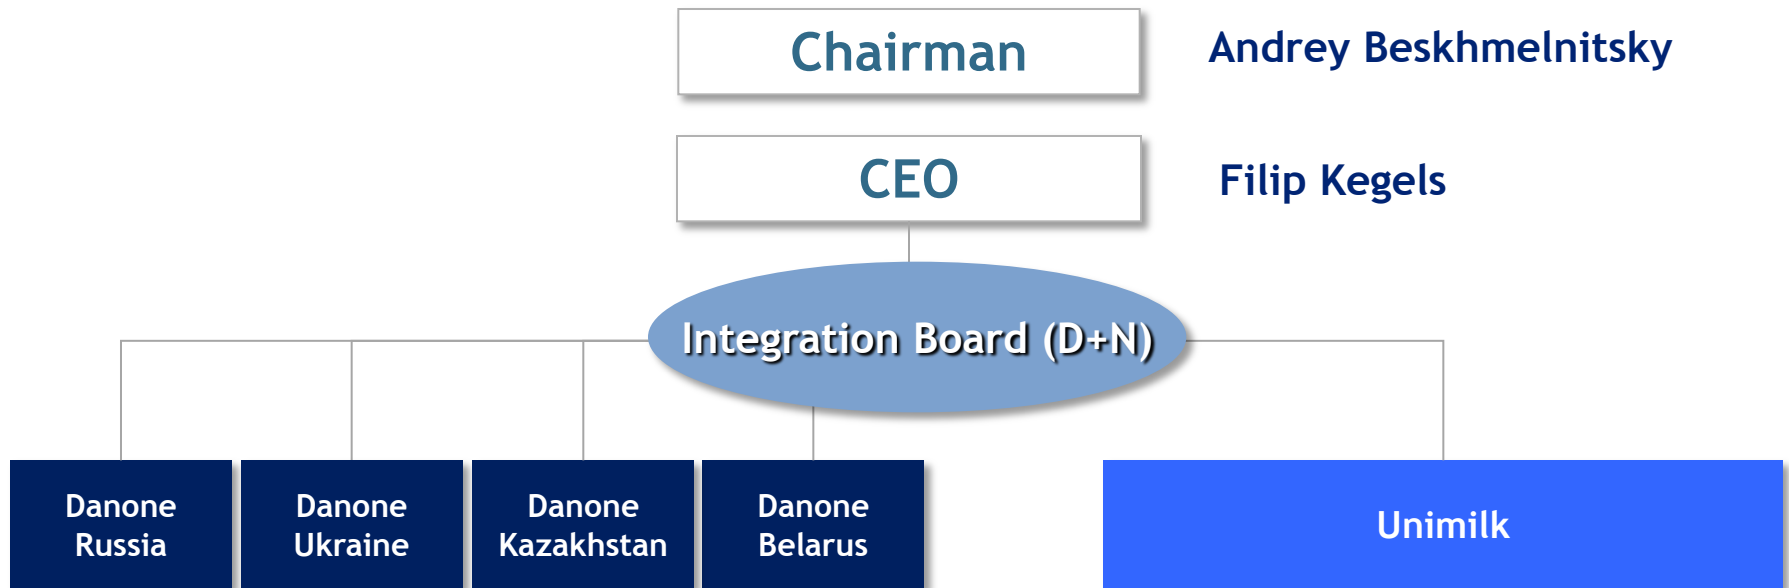 Chairman
Andrey Beskhmelnitsky
CEO
Filip Kegels
Integration Board (D+N)
Danone
Russia
Danone
Ukraine
Danone
Kazakhstan
Danone
Belarus
Unimilk